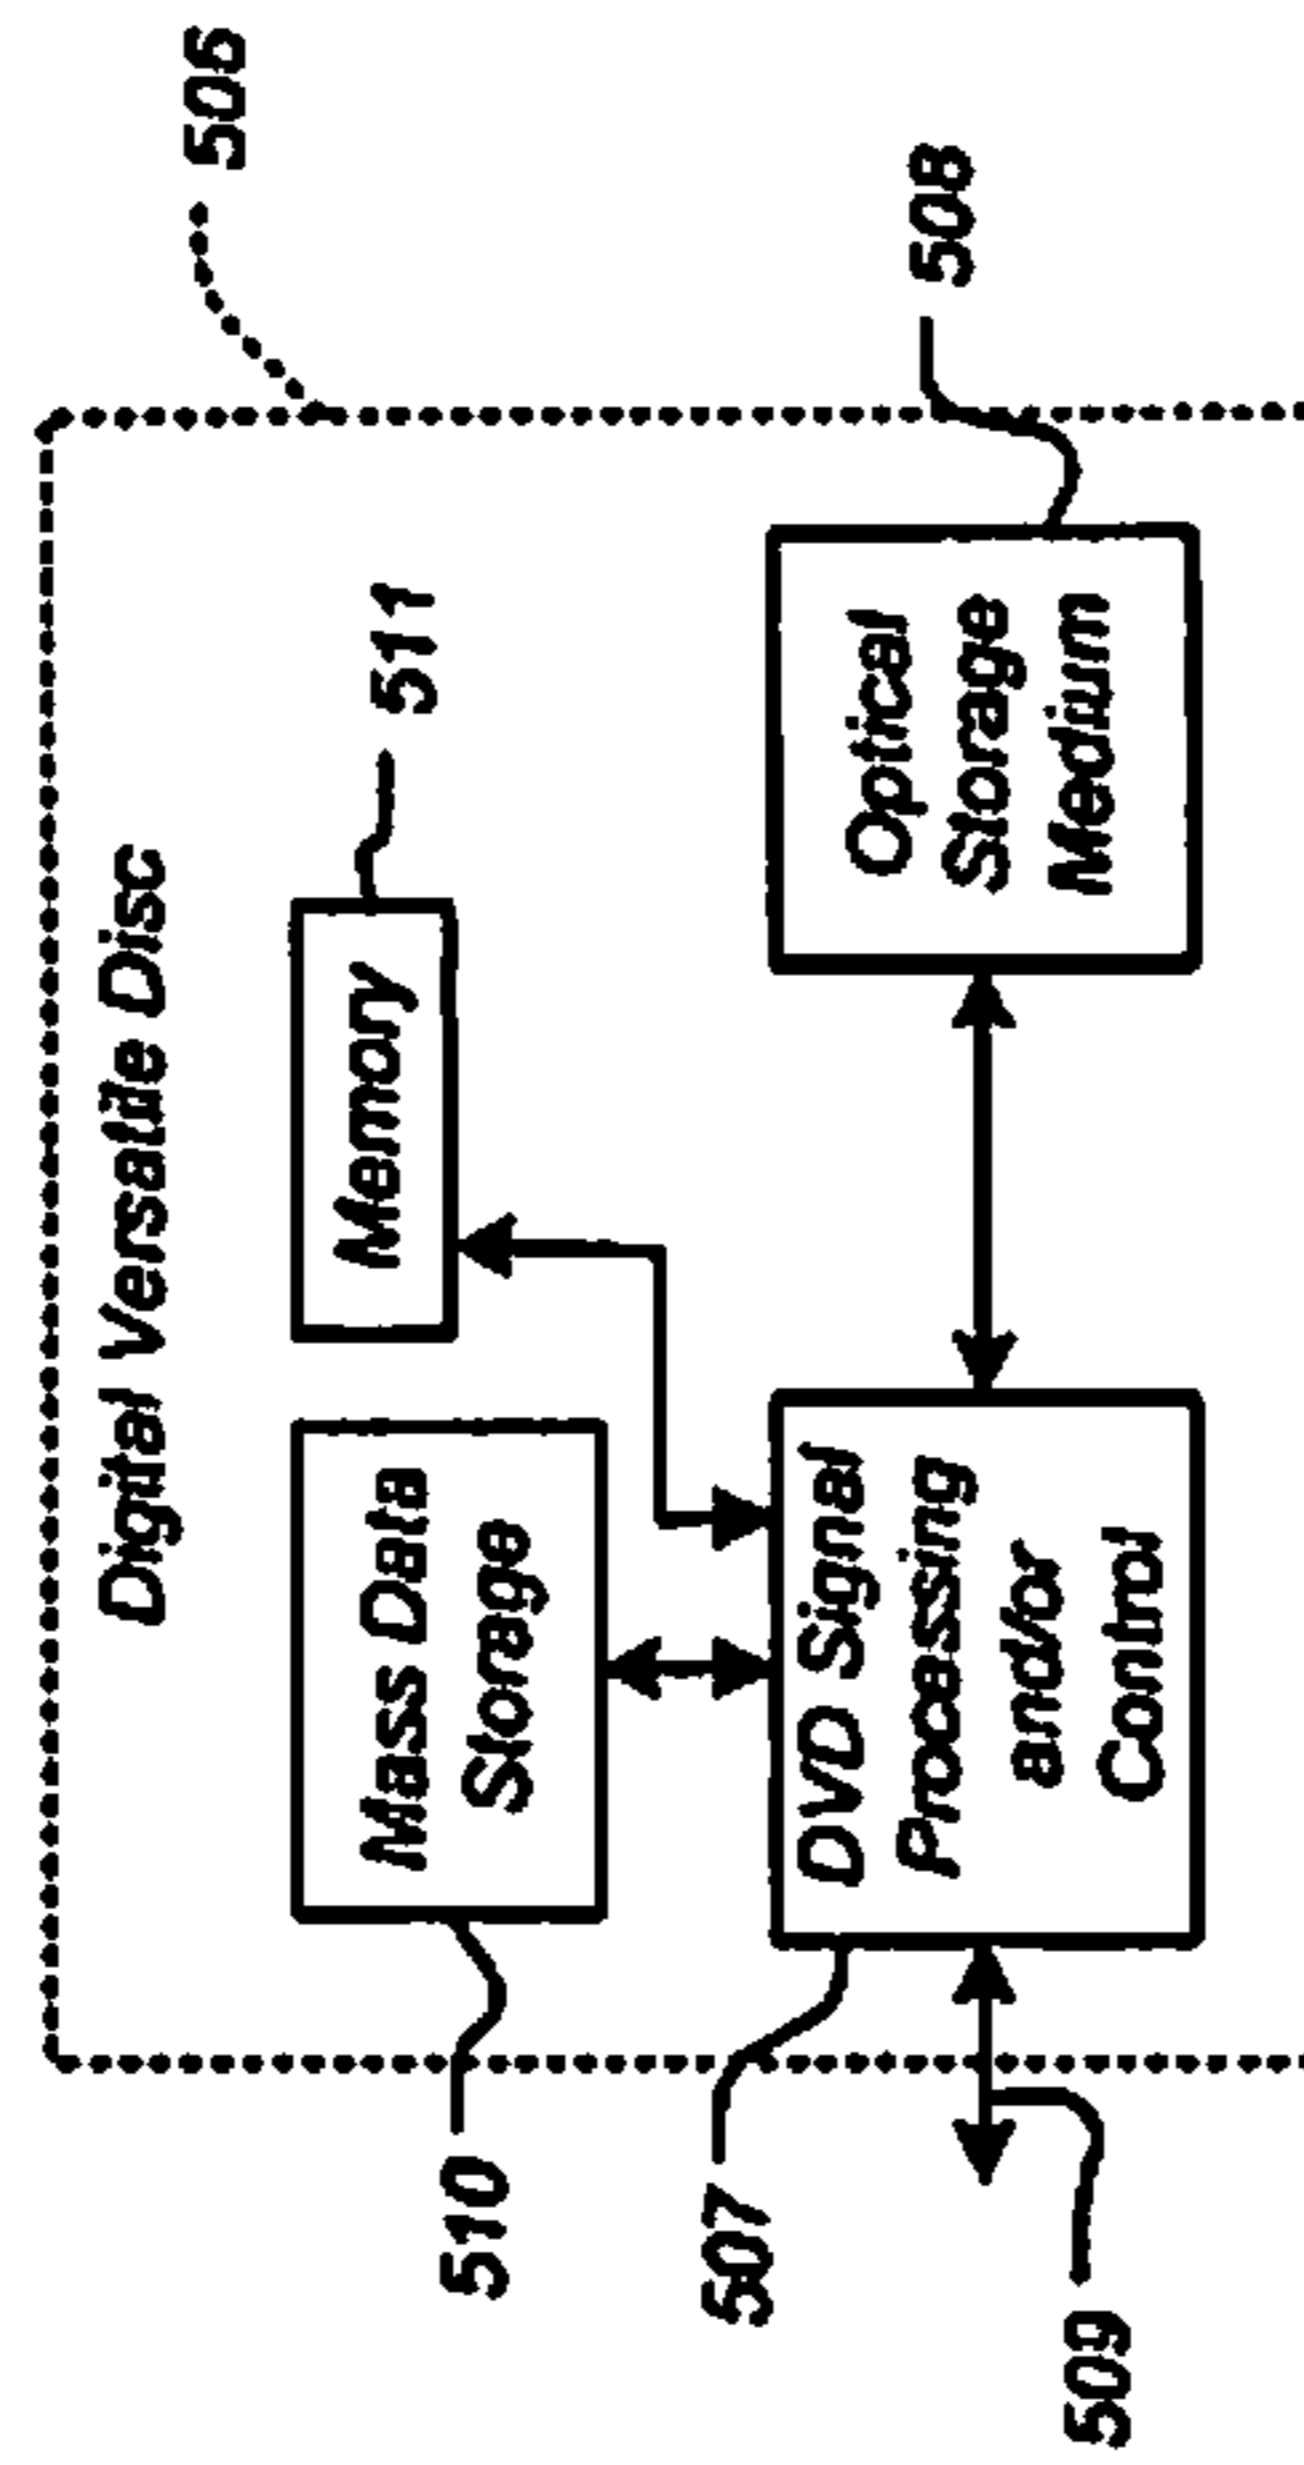 Digital Versatile Disc
506
Mass Data
Storage
Memory
511
510
DVD Signal
Processing
and/or
Control
507
Optical
Storage
Medium
508
509